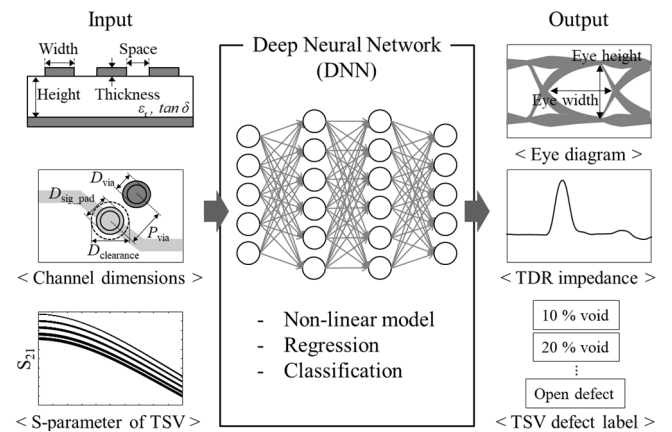 Input
Width
Space
Height
Thickness
εr, tan δ
Dvia
Dsig_pad
Pvia
Dclearance
< Channel dimensions >
S21
< S-parameter of TSV >
Deep Neural Network
(DNN)
- Non-linear model
- Regression
- Classification
Output
Eye height
Eye width
< Eye diagram >
< TDR impedance >
10 % void
20 % void
⋮
Open defect
< TSV defect label >